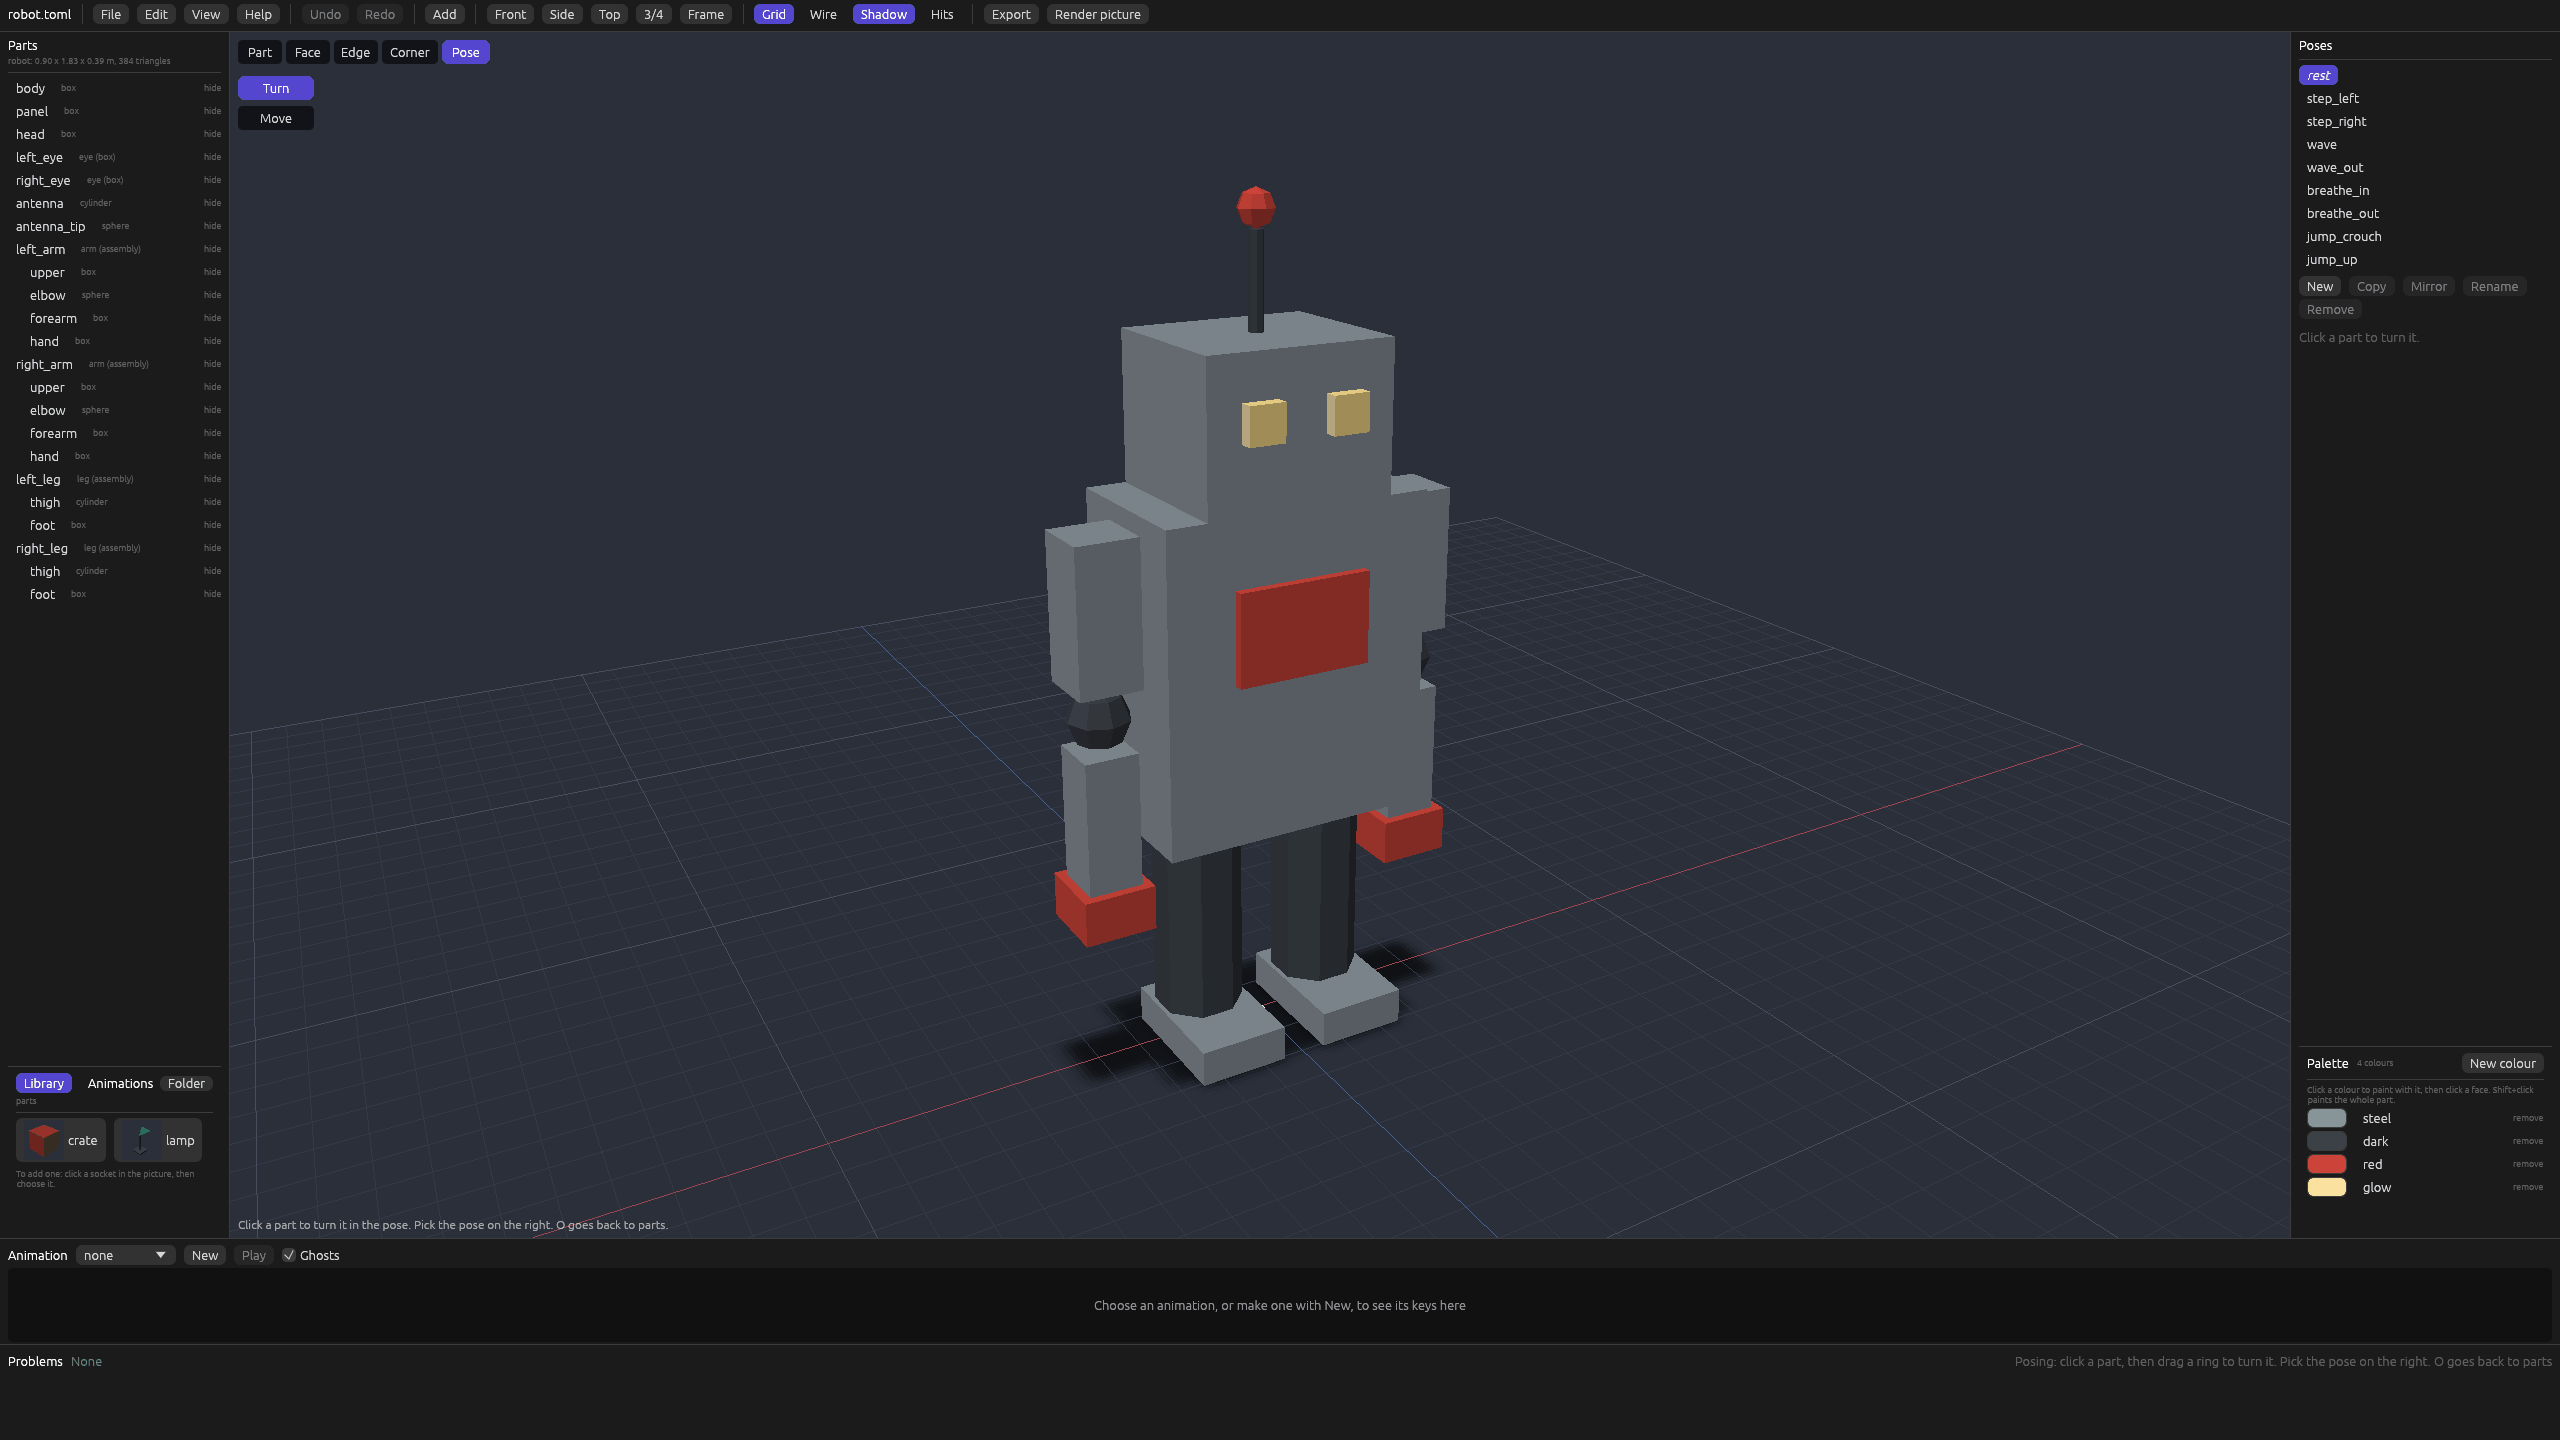 robot.toml File Edit View Help Undo Redo Add Front Side Top 3/4 Frame Grid Wire Shadow Hits Export Render picture
Parts
robot: 0.90 x 1.83 x 0.39 m, 384 triangles
body box hide
panel box hide
head box hide
left_eye eye (box) hide
right_eye eye (box) hide
antenna cylinder hide
antenna_tip sphere hide
left_arm arm (assembly) hide
upper box hide
elbow sphere hide
forearm box hide
hand box hide
right_arm arm (assembly) hide
upper box hide
elbow sphere hide
forearm box hide
hand box hide
left_leg leg (assembly) hide
thigh cylinder hide
foot box hide
right_leg leg (assembly) hide
thigh cylinder hide
foot box hide
Library Animations Folder
parts
crate lamp
To add one: click a socket in the picture, then
choose it.
Part Face Edge Corner Pose
Turn
Move
Click a part to turn it in the pose. Pick the pose on the right. O goes back to parts.
Poses
rest
step_left
step_right
wave
wave_out
breathe_in
breathe_out
jump_crouch
jump_up
New Copy Mirror Rename
Remove
Click a part to turn it.
Palette 4 colours New colour
Click a colour to paint with it, then click a face. Shift+click
paints the whole part.
steel remove
dark remove
red remove
glow remove
Animation none New Play Ghosts
Choose an animation, or make one with New, to see its keys here
Problems None
Posing: click a part, then drag a ring to turn it. Pick the pose on the right. O goes back to parts